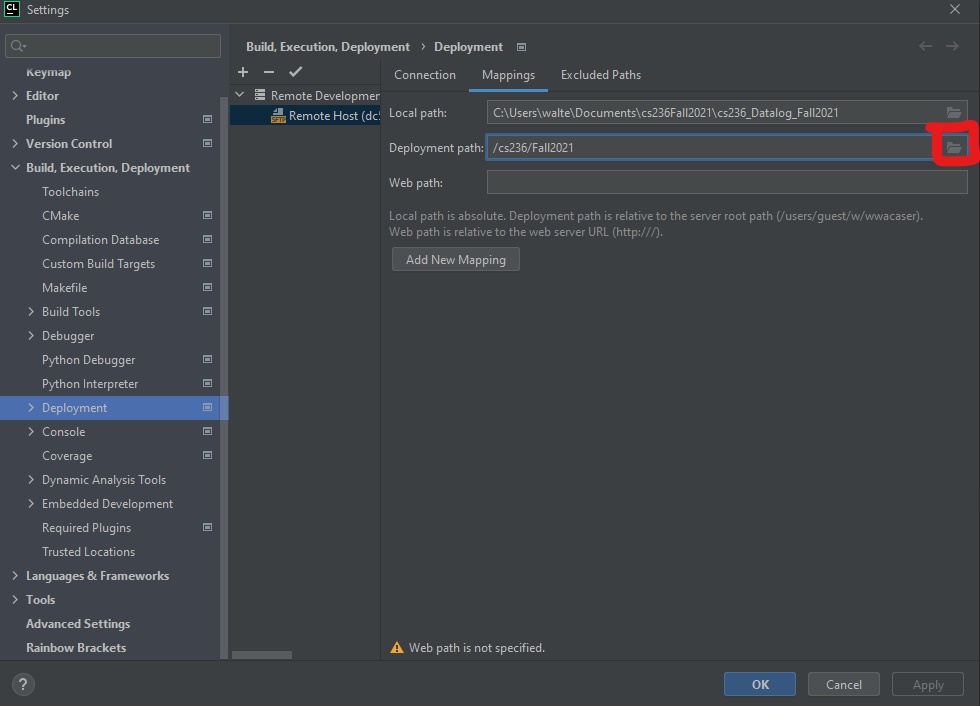 CL
Settings
Build, Execution, Deployment › Deployment
Keymap
Editor
Plugins
Version Control
Build, Execution, Deployment
Toolchains
CMake
Compilation Database
Custom Build Targets
Makefile
Build Tools
Debugger
Python Debugger
Python Interpreter
Deployment
Console
Coverage
Dynamic Analysis Tools
Embedded Development
Required Plugins
Trusted Locations
Languages & Frameworks
Tools
Advanced Settings
Rainbow Brackets
Remote Developmen
SFTP Remote Host (dc5
Connection Mappings Excluded Paths
Local path: C:\Users\walte\Documents\cs236Fall2021\cs236_Datalog_Fall2021
Deployment path: /cs236/Fall2021
Web path:
Local path is absolute. Deployment path is relative to the server root path (/users/guest/w/wwacaser).
Web path is relative to the web server URL (http:///).
Add New Mapping
Web path is not specified.
? OK Cancel Apply